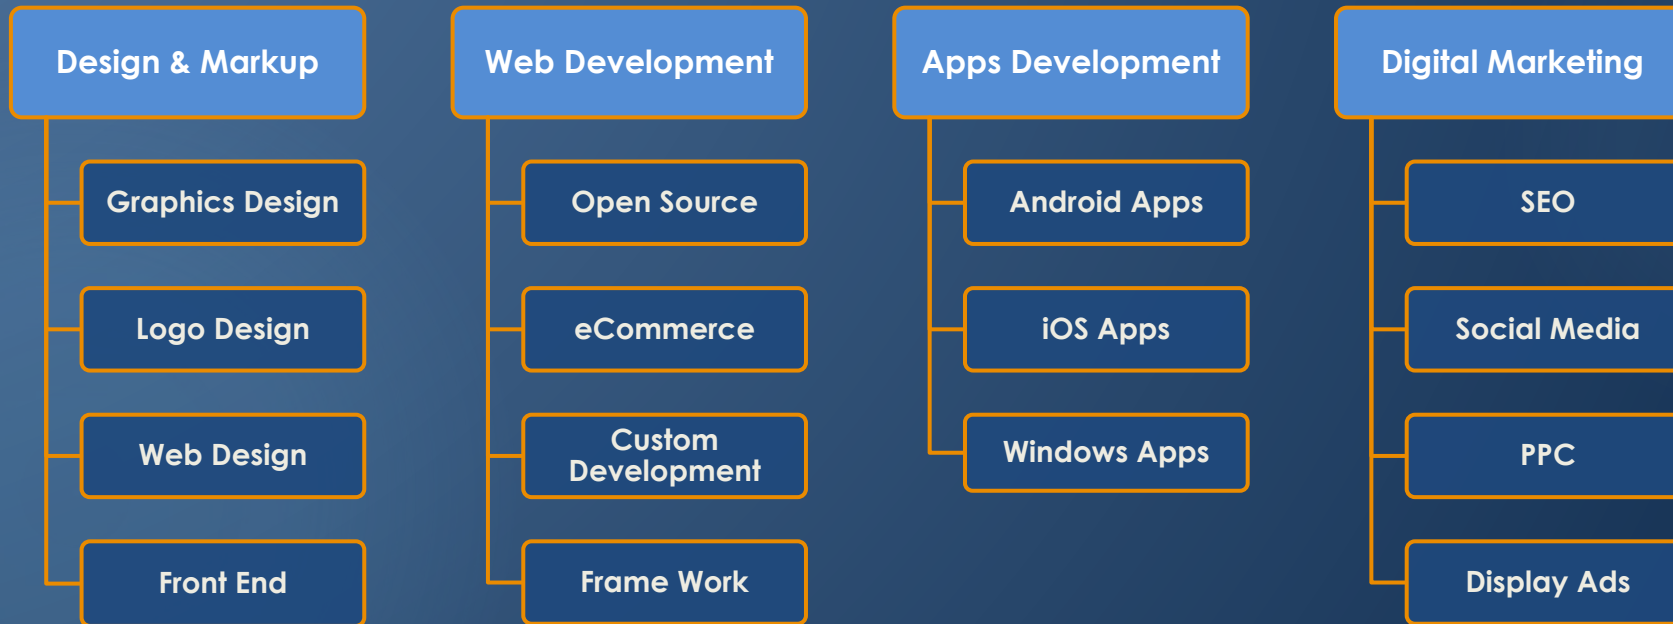 Design & Markup
Graphics Design
Logo Design
Web Design
Front End
Web Development
Open Source
eCommerce
Custom
Development
Frame Work
Apps Development
Android Apps
iOS Apps
Windows Apps
Digital Marketing
SEO
Social Media
PPC
Display Ads